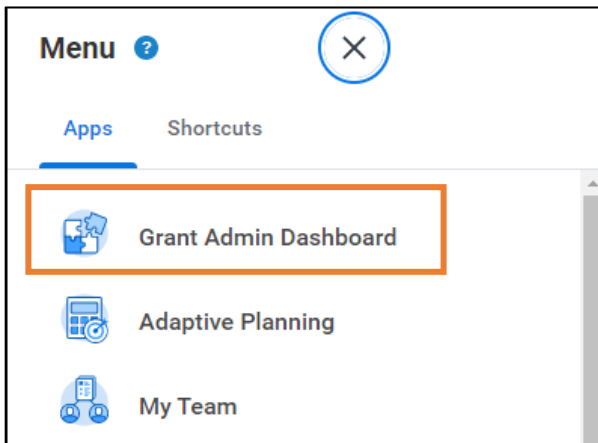 Menu ?
Apps Shortcuts
Grant Admin Dashboard
Adaptive Planning
My Team